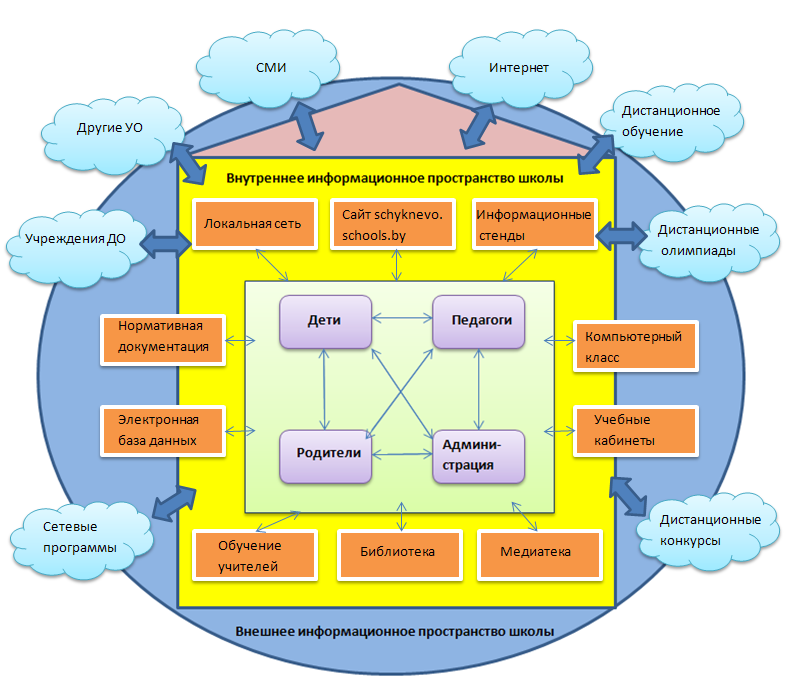 СМИ
Интернет
Другие УО
Дистанционное
обучение
Внутреннее информационное пространство школы
Учреждения ДО
Локальная сеть
Сайт schyknevo.
schools.by
Информационные
стенды
Дистанционные
олимпиады
Дети
Педагоги
Нормативная
документация
Компьютерный
класс
Электронная
база данных
Учебные
кабинеты
Родители
Админи-
страция
Сетевые
программы
Дистанционные
конкурсы
Обучение
учителей
Библиотека
Медиатека
Внешнее информационное пространство школы